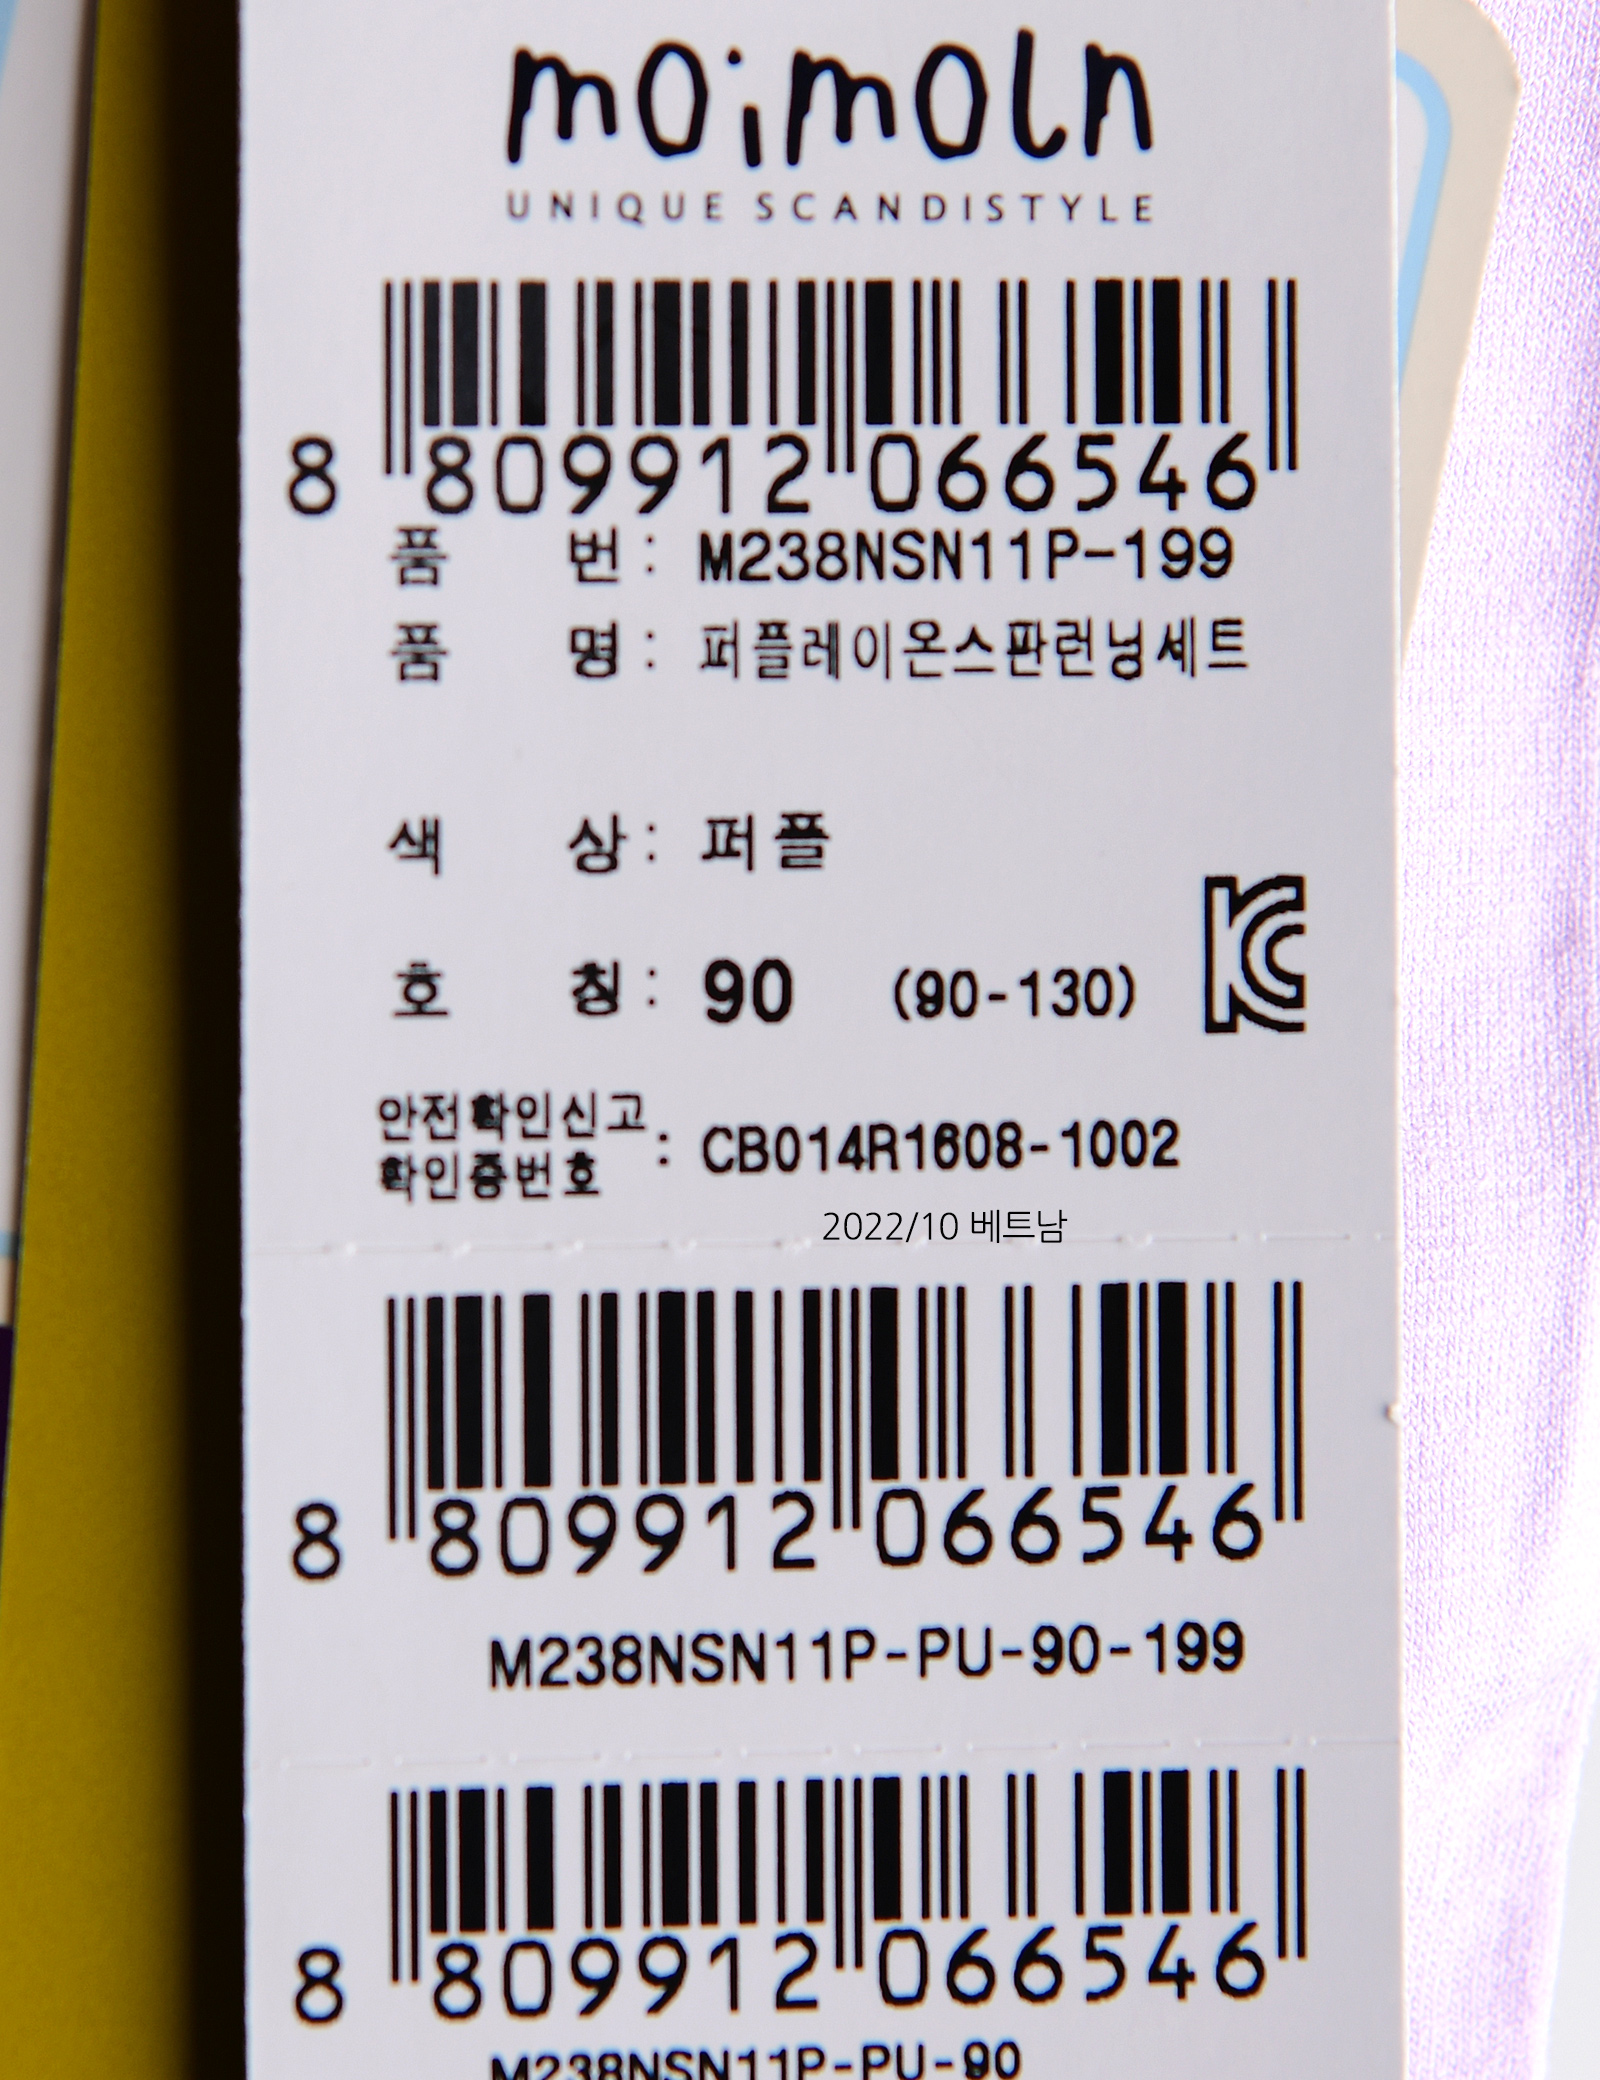 moimoln
UNIQUE SCANDISTYLE
8 809912 066546
품 번 : M238NSN11P-199
품 명 : 퍼플레이온스판런닝세트
색 상 : 퍼플
호 칭 : 90 (90-130)
안전확인신고
확인증번호 : CB014R1608-1002
2022/10 베트남
8 809912 066546
M238NSN11P-PU-90-199
8 809912 066546
M238NSN11P-PU-90